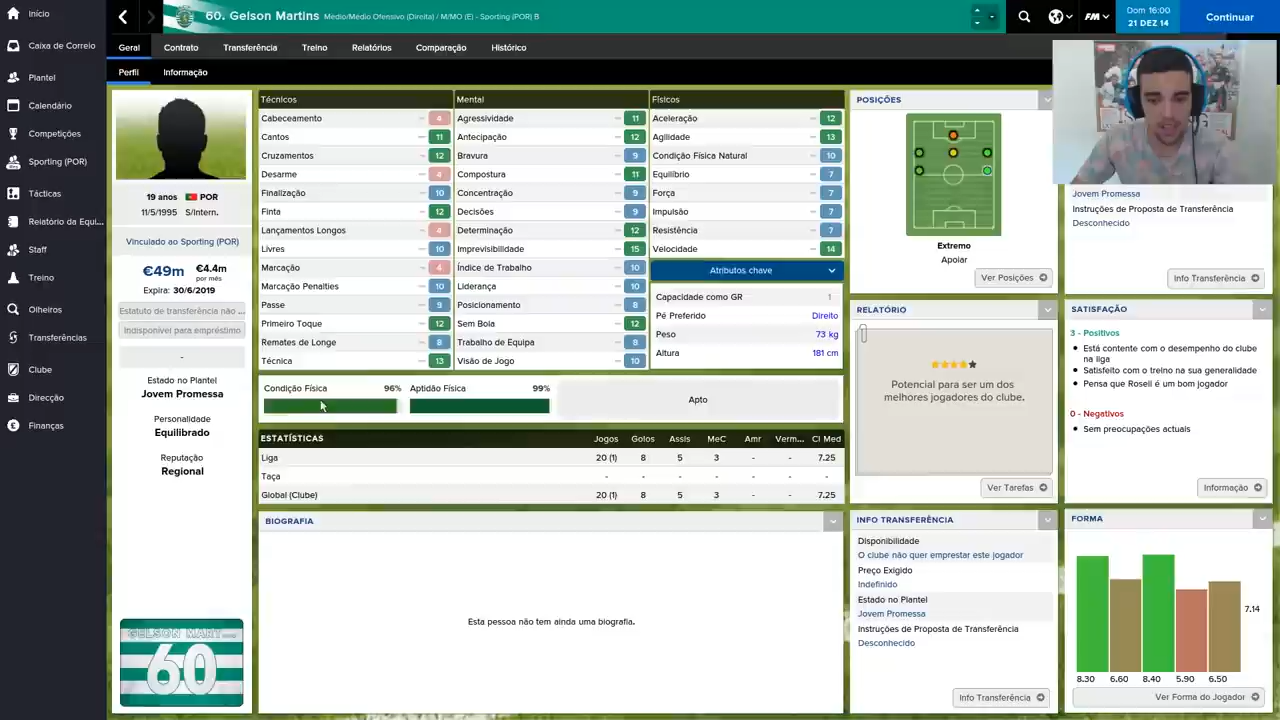 Início
Caixa de Correio
Plantel
Calendário
Competições
Sporting (POR)
Tácticas
Relatório da Equi...
Staff
Treino
Olheiros
Transferências
Clube
Direcção
Finanças
60. Gelson Martins Médio/Médio Ofensivo (Direita) / M/MO (E) - Sporting (POR) B
FM
Dom 16:00
21 DEZ 14
Continuar
Geral Contrato Transferência Treino Relatórios Comparação Histórico
Perfil Informação
19 anos POR
11/5/1995 S/Intern.
Vinculado ao Sporting (POR)
€49m €4.4m
por mês
Expira: 30/6/2019
Estatuto de transferência não ...
Indisponível para empréstimo
-
Estado no Plantel
Jovem Promessa
Personalidade
Equilibrado
Reputação
Regional
60
Técnicos
Cabeceamento 4
Cantos 11
Cruzamentos 12
Desarme 4
Finalização 10
Finta 12
Lançamentos Longos 4
Livres 10
Marcação 4
Marcação Penalties 10
Passe 9
Primeiro Toque 12
Remates de Longe 8
Técnica 13
Mental
Agressividade 11
Antecipação 12
Bravura 9
Compostura 11
Concentração 9
Decisões 9
Determinação 12
Imprevisibilidade 15
Índice de Trabalho 10
Liderança 10
Posicionamento 8
Sem Bola 12
Trabalho de Equipa 8
Visão de Jogo 10
Físicos
Aceleração 12
Agilidade 13
Condição Física Natural 10
Equilíbrio 7
Força 7
Impulsão 7
Resistência 7
Velocidade 14
Atributos chave
Capacidade como GR 1
Pé Preferido Direito
Peso 73 kg
Altura 181 cm
Condição Física 96% Aptidão Física 99%
Apto
ESTATÍSTICAS Jogos Golos Assis MeC Amr Verm... Cl Med
Liga 20 (1) 8 5 3 - - 7.25
Taça - - - - - - -
Global (Clube) 20 (1) 8 5 3 - - 7.25
BIOGRAFIA
Esta pessoa não tem ainda uma biografia.
POSIÇÕES
Extremo
Apoiar
Ver Posições
RELATÓRIO
Potencial para ser um dos
melhores jogadores do clube.
Ver Tarefas
INFO TRANSFERÊNCIA
Disponibilidade
O clube não quer emprestar este jogador
Preço Exigido
Indefinido
Estado no Plantel
Jovem Promessa
Instruções de Proposta de Transferência
Desconhecido
Info Transferência
Jovem Promessa
Instruções de Proposta de Transferência
Desconhecido
Info Transferência
SATISFAÇÃO
3 - Positivos
Está contente com o desempenho do clube
na liga
Satisfeito com o treino na sua generalidade
Pensa que Roseli é um bom jogador
0 - Negativos
Sem preocupações actuais
Informação
FORMA
7.14
8.30 6.60 8.40 5.90 6.50
Ver Forma do Jogador